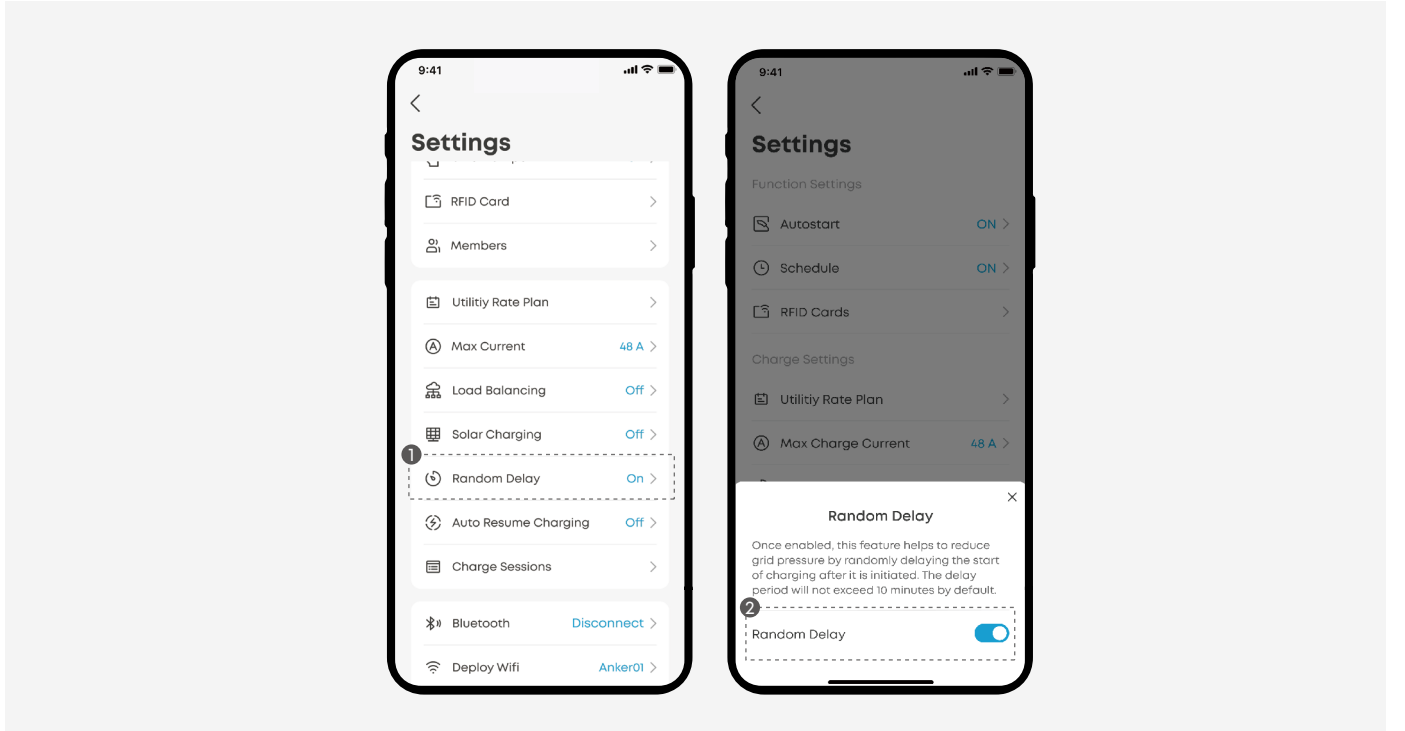 9:41
Settings
RFID Card
Members
Utilitiy Rate Plan
Max Current 48 A
Load Balancing Off
Solar Charging Off
1
Random Delay On
Auto Resume Charging Off
Charge Sessions
Bluetooth Disconnect
Deploy Wifi Anker01
9:41
Settings
Function Settings
Autostart ON
Schedule ON
RFID Cards
Charge Settings
Utilitiy Rate Plan
Max Charge Current 48 A
Random Delay
Once enabled, this feature helps to reduce
grid pressure by randomly delaying the start
of charging after it is initiated. The delay
period will not exceed 10 minutes by default.
2
Random Delay